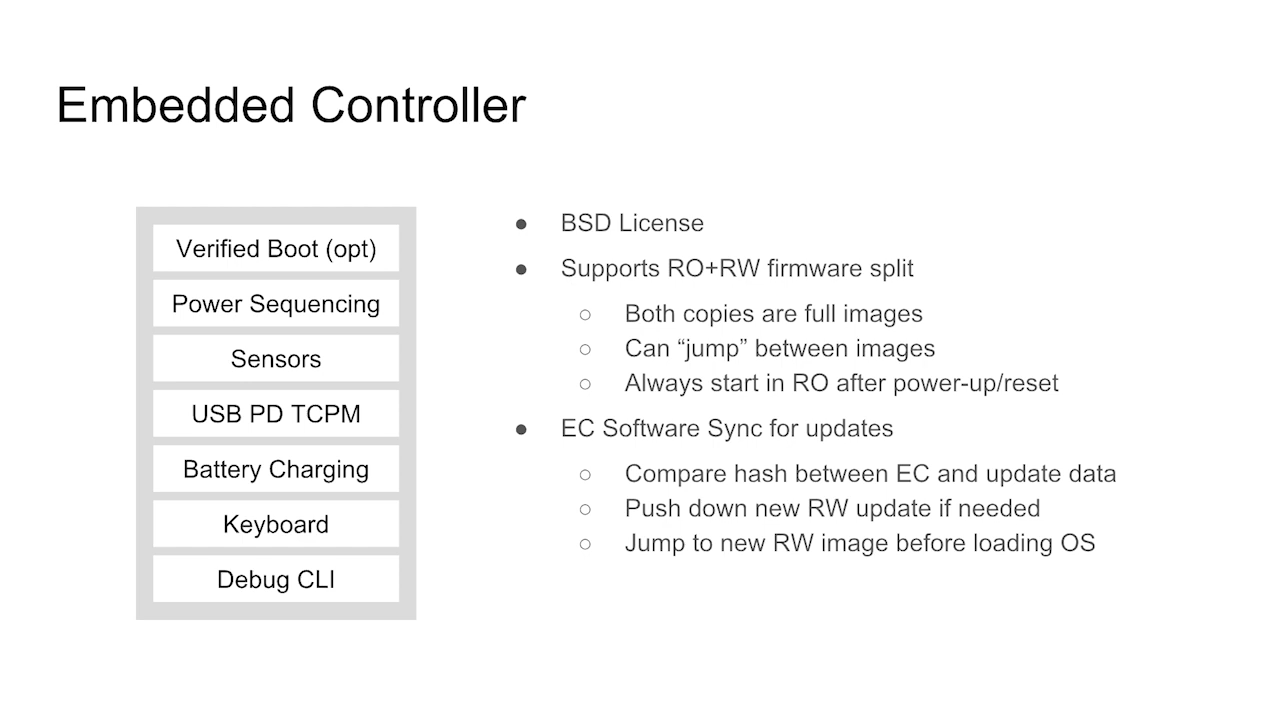 Embedded Controller
Verified Boot (opt)
Power Sequencing
Sensors
USB PD TCPM
Battery Charging
Keyboard
Debug CLI
● BSD License
● Supports RO+RW firmware split
○ Both copies are full images
○ Can “jump” between images
○ Always start in RO after power-up/reset
● EC Software Sync for updates
○ Compare hash between EC and update data
○ Push down new RW update if needed
○ Jump to new RW image before loading OS